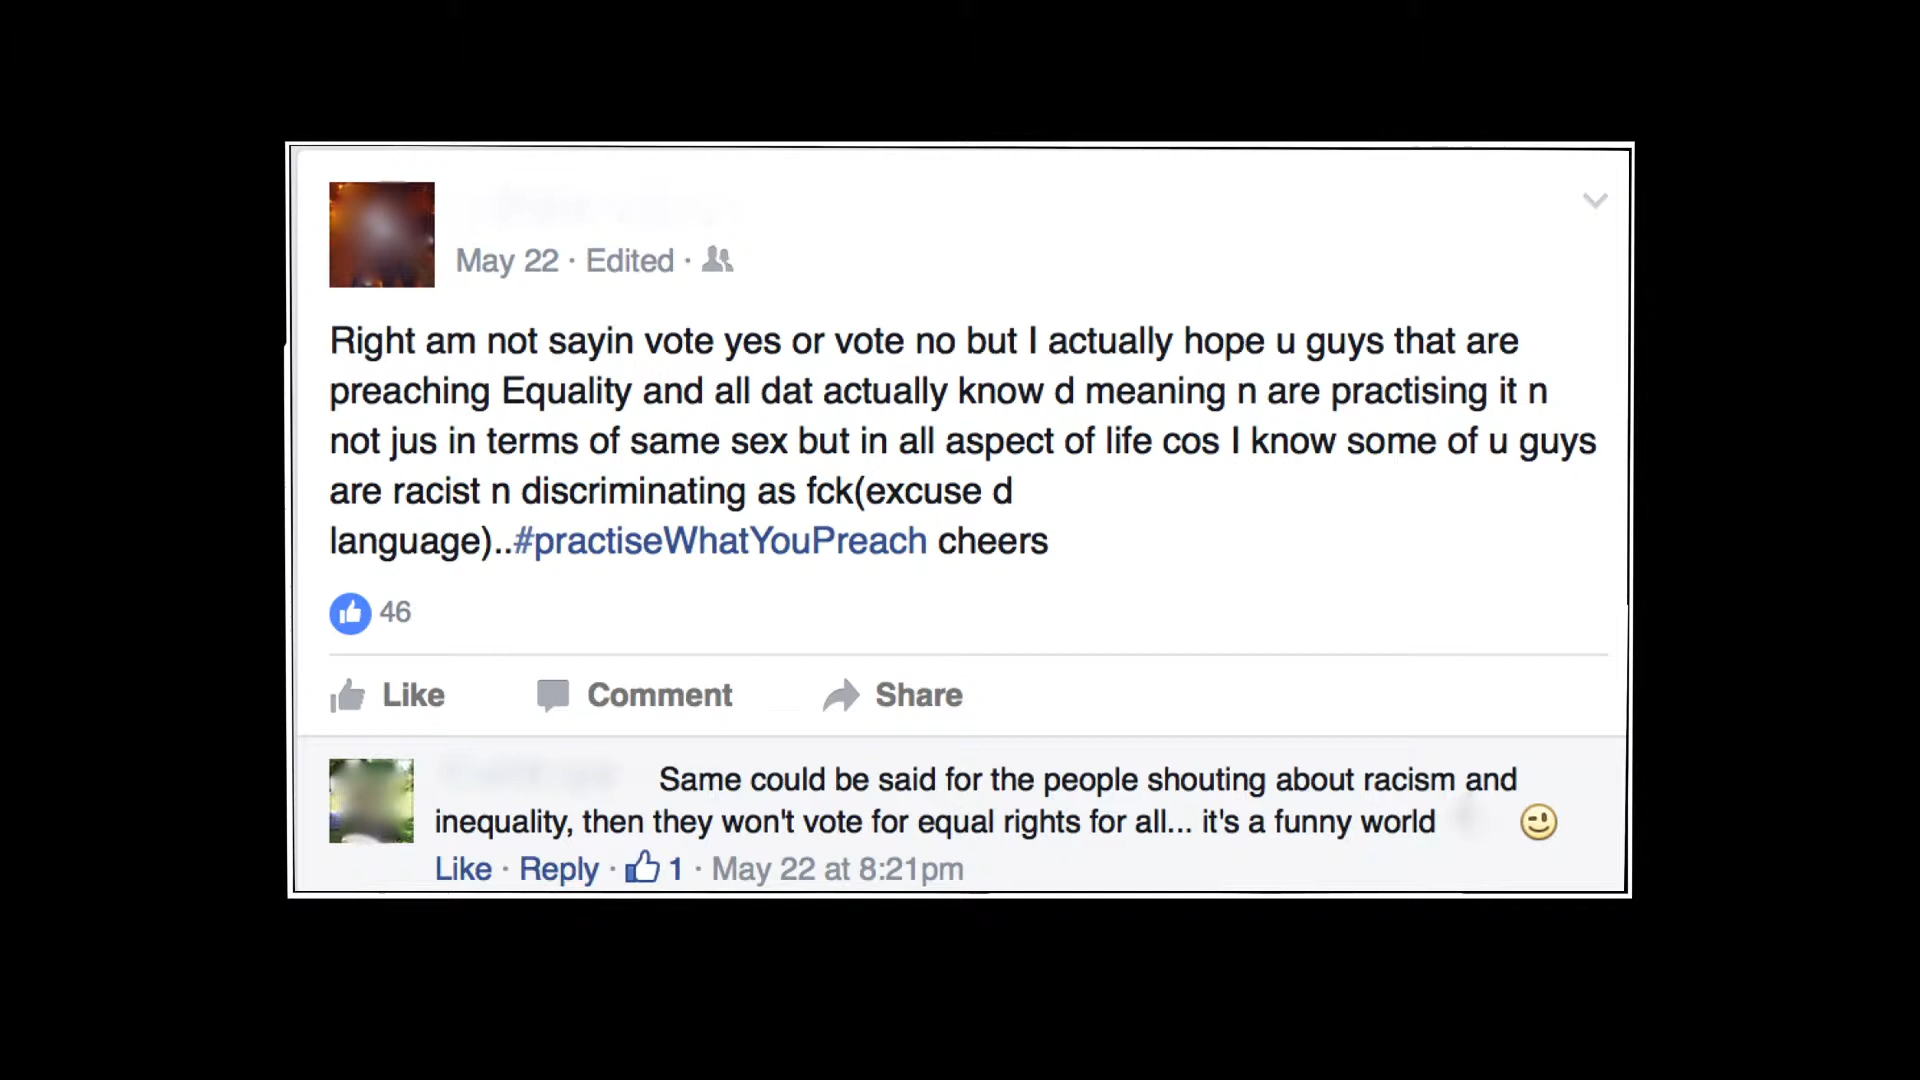 May 22 · Edited ·
Right am not sayin vote yes or vote no but I actually hope u guys that are
preaching Equality and all dat actually know d meaning n are practising it n
not jus in terms of same sex but in all aspect of life cos I know some of u guys
are racist n discriminating as fck(excuse d
language)..#practiseWhatYouPreach cheers
46
Like Comment Share
Same could be said for the people shouting about racism and
inequality, then they won't vote for equal rights for all... it's a funny world
Like · Reply · 1 · May 22 at 8:21pm